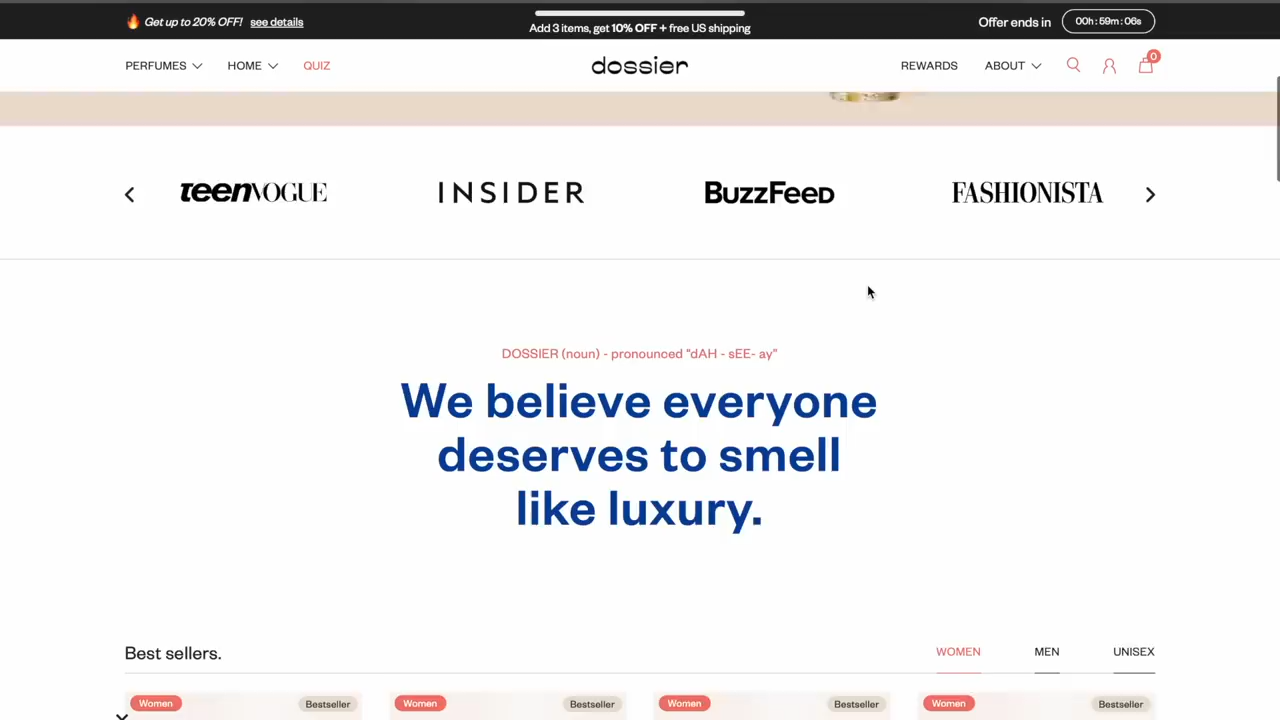 Get up to 20% OFF! see details
Add 3 items, get 10% OFF + free US shipping
Offer ends in 00h : 59m : 06s
PERFUMES HOME QUIZ dossier REWARDS ABOUT 0
teenVOGUE INSIDER BuzzFeed FASHIONISTA
DOSSIER (noun) - pronounced "dAH - sEE- ay"
We believe everyone
deserves to smell
like luxury.
Best sellers. WOMEN MEN UNISEX
Women Bestseller Women Bestseller Women Bestseller Women Bestseller